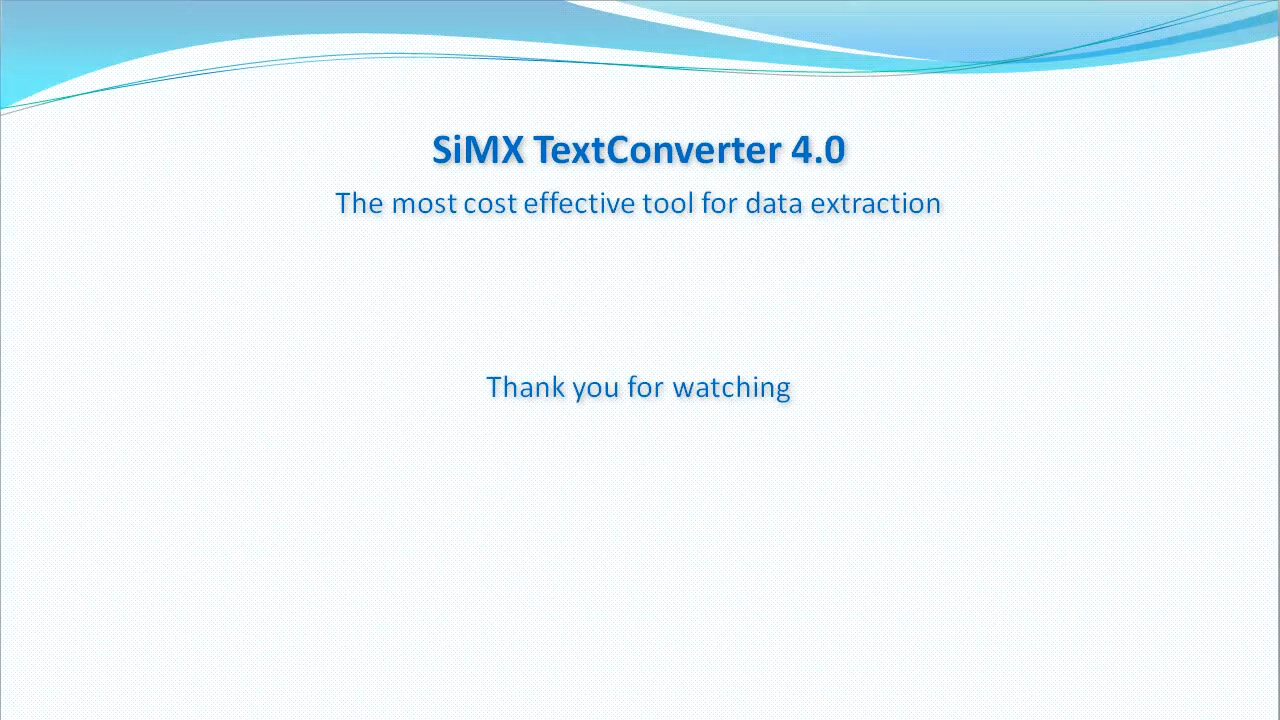 SiMX TextConverter 4.0
The most cost effective tool for data extraction
Thank you for watching